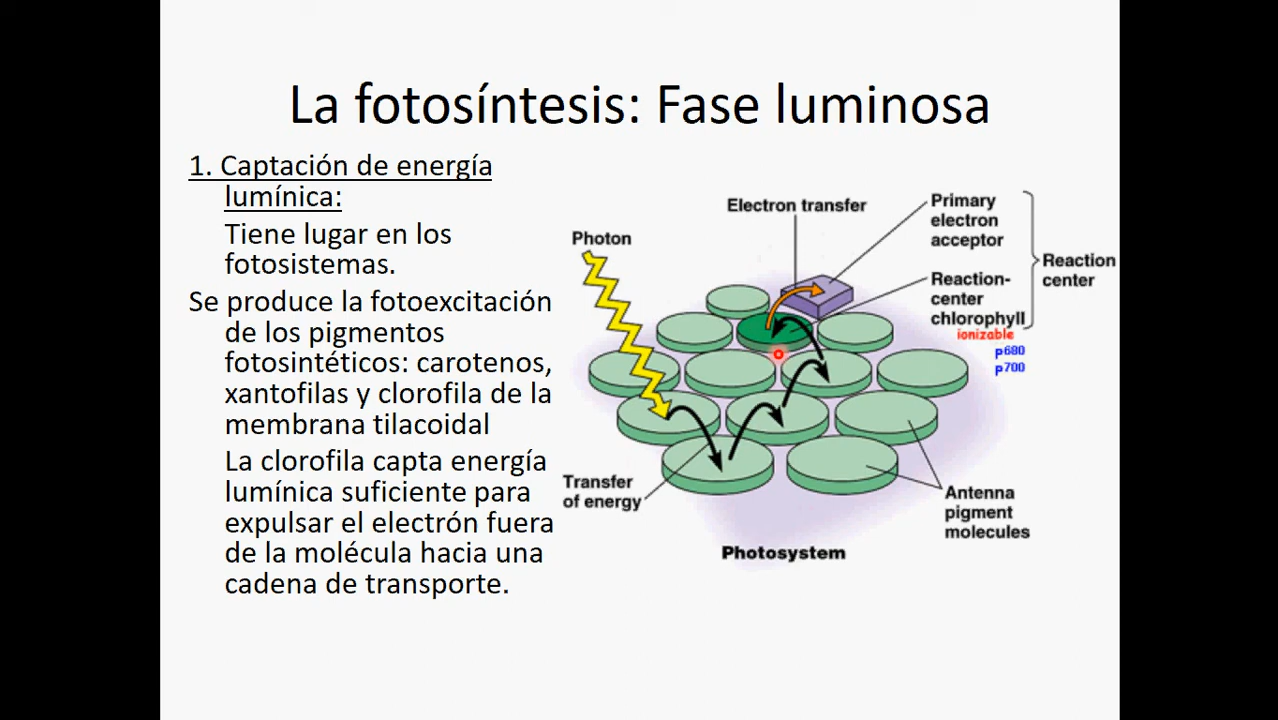 La fotosíntesis: Fase luminosa
1. Captación de energía
lumínica:
Tiene lugar en los
fotosistemas.
Se produce la fotoexcitación
de los pigmentos
fotosintéticos: carotenos,
xantofilas y clorofila de la
membrana tilacoidal
La clorofila capta energía
lumínica suficiente para
expulsar el electrón fuera
de la molécula hacia una
cadena de transporte.
Electron transfer
Primary
electron
acceptor
Photon
Reaction
center
Reaction-
center
chlorophyll
ionizable
p680
p700
Transfer
of energy
Antenna
pigment
molecules
Photosystem